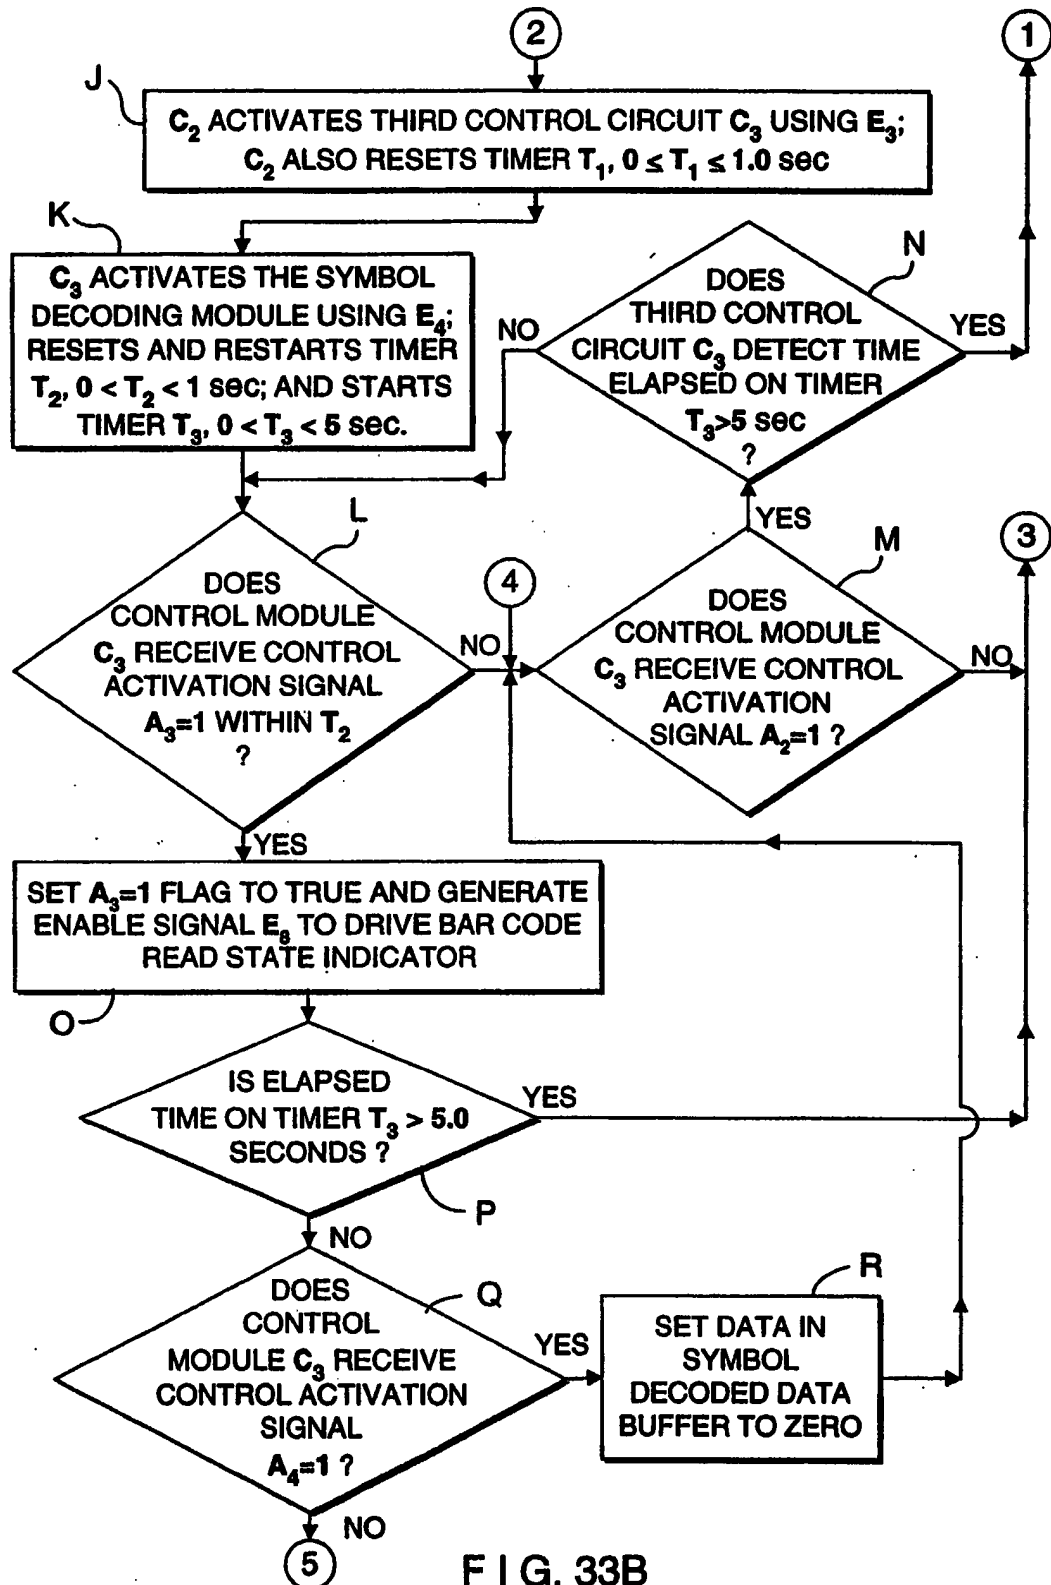 2
1
J
C₂ ACTIVATES THIRD CONTROL CIRCUIT C₃ USING E₃;
C₂ ALSO RESETS TIMER T₁, 0 ≤ T₁ ≤ 1.0 sec
K
C₃ ACTIVATES THE SYMBOL
DECODING MODULE USING E₄;
RESETS AND RESTARTS TIMER
T₂, 0 < T₂ < 1 sec; AND STARTS
TIMER T₃, 0 < T₃ < 5 sec.
N
DOES
THIRD CONTROL
CIRCUIT C₃ DETECT TIME
ELAPSED ON TIMER
T₃>5 sec
?
NO
YES
L
DOES
CONTROL MODULE
C₃ RECEIVE CONTROL
ACTIVATION SIGNAL
A₃=1 WITHIN T₂
?
NO
YES
4
YES
M
DOES
CONTROL MODULE
C₃ RECEIVE CONTROL
ACTIVATION
SIGNAL A₂=1 ?
NO
3
SET A₃=1 FLAG TO TRUE AND GENERATE
ENABLE SIGNAL E₈ TO DRIVE BAR CODE
READ STATE INDICATOR
O
IS ELAPSED
TIME ON TIMER T₃ > 5.0
SECONDS ?
YES
P
NO
DOES
CONTROL
MODULE C₃ RECEIVE
CONTROL ACTIVATION
SIGNAL
A₄=1 ?
Q
YES
R
SET DATA IN
SYMBOL
DECODED DATA
BUFFER TO ZERO
NO
5
FIG. 33B